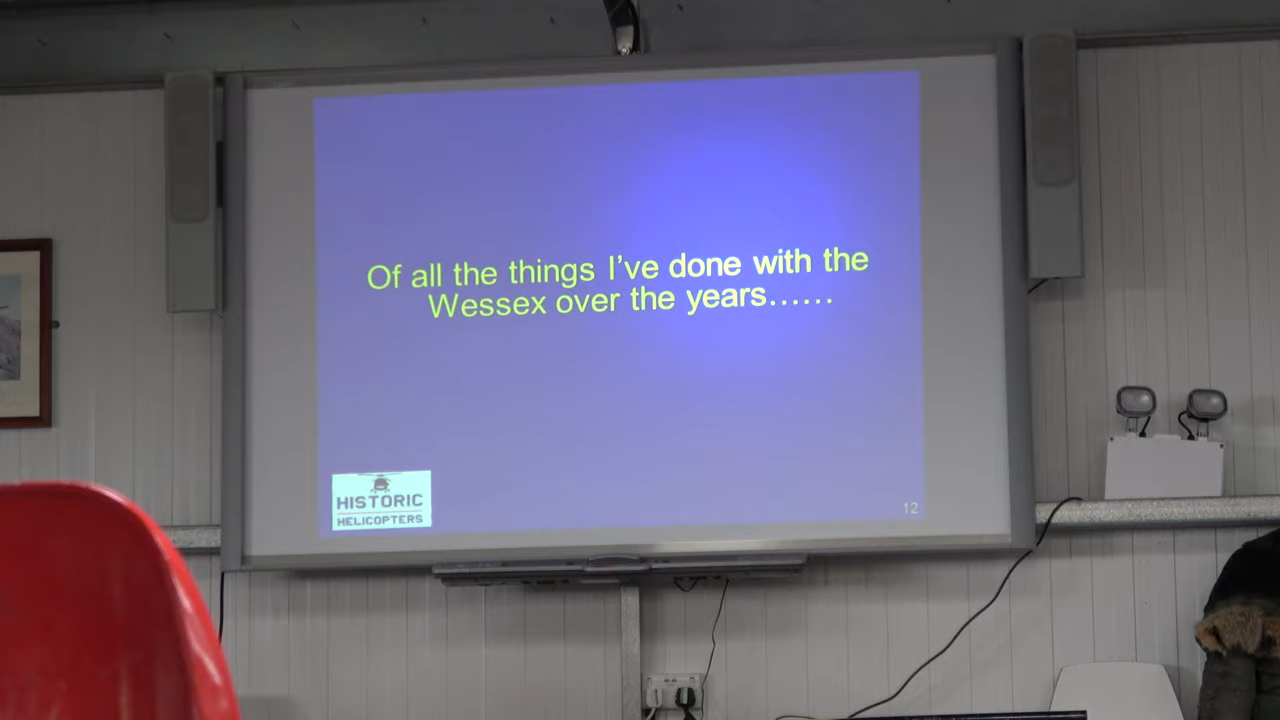 Of all the things I've done with the
Wessex over the years......
HISTORIC
HELICOPTERS
12